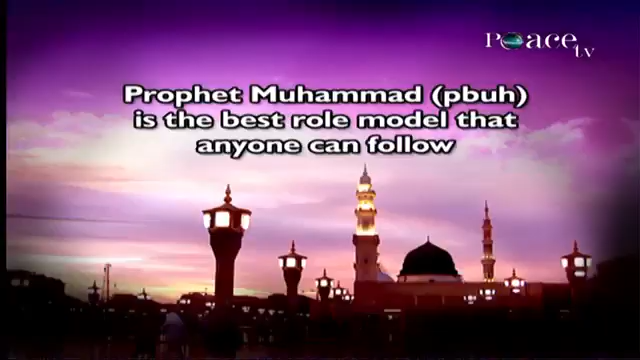 Peace tv
Prophet Muhammad (pbuh)
is the best role model that
anyone can follow